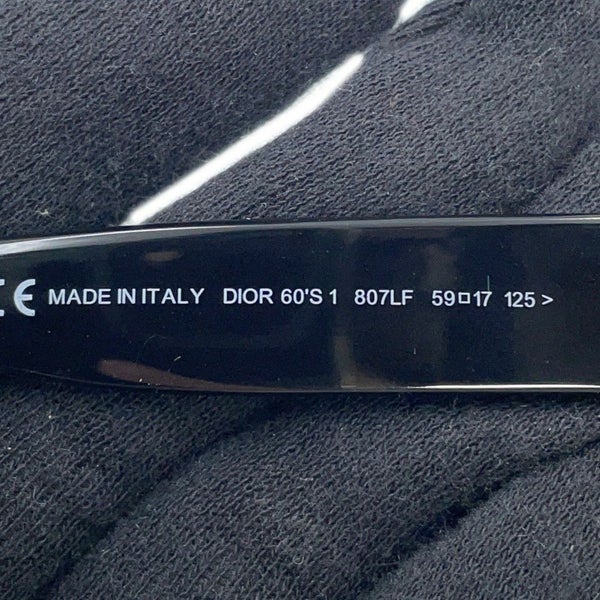 CE MADE IN ITALY DIOR 60'S 1 807LF 59□17 125 >